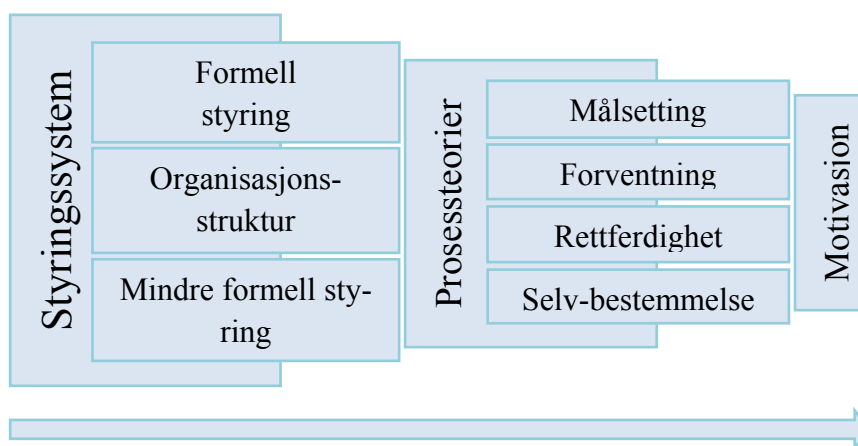 Styringssystem
Formell
styring
Organisasjons-
struktur
Mindre formell sty-
ring
Prosessteorier
Målsetting
Forventning
Rettferdighet
Selv-bestemmelse
Motivasjon